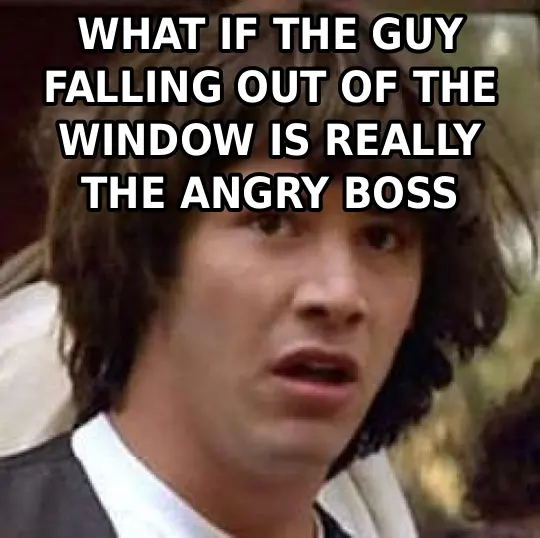 WHAT IF THE GUY
FALLING OUT OF THE
WINDOW IS REALLY
THE ANGRY BOSS